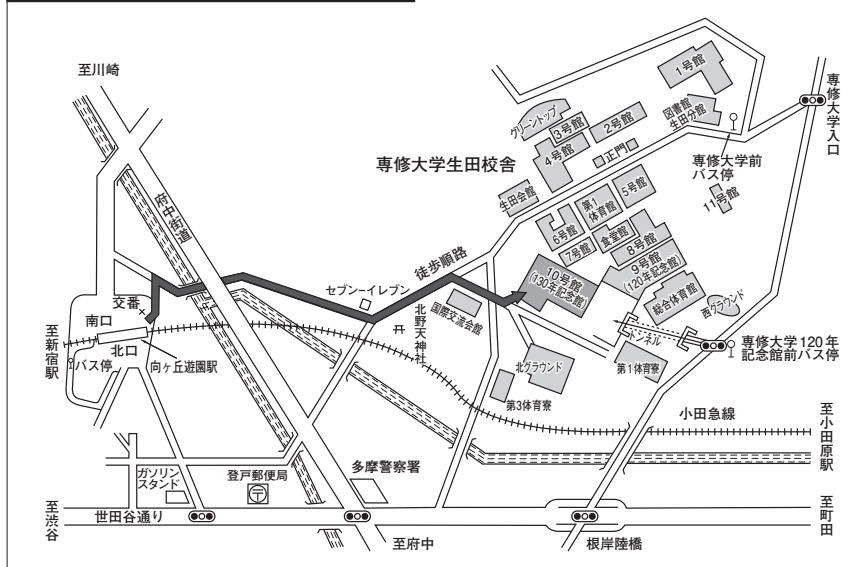 至川崎
府中街道
専修大学生田校舎
グリーントップ
3号館
4号館
2号館
1号館
図書館
生田分館
正門
専修大学入口
専修大学前
バス停
生田会館
第1
体育館
5号館
11号館
6号館
7号館
食堂館
8号館
9号館
(120年記念館)
10号館
(130年記念館)
総合体育館
西グラウンド
徒歩順路
セブン-イレブン
北野天神社
国際交流会館
トンネル
専修大学120年
記念館前バス停
北グラウンド
第1体育寮
第3体育寮
交番
南口
北口
至新宿駅
バス停
向ヶ丘遊園駅
小田急線
至小田原駅
ガソリン
スタンド
登戸郵便局
〒
多摩警察署
至渋谷
世田谷通り
至府中
根岸陸橋
至町田